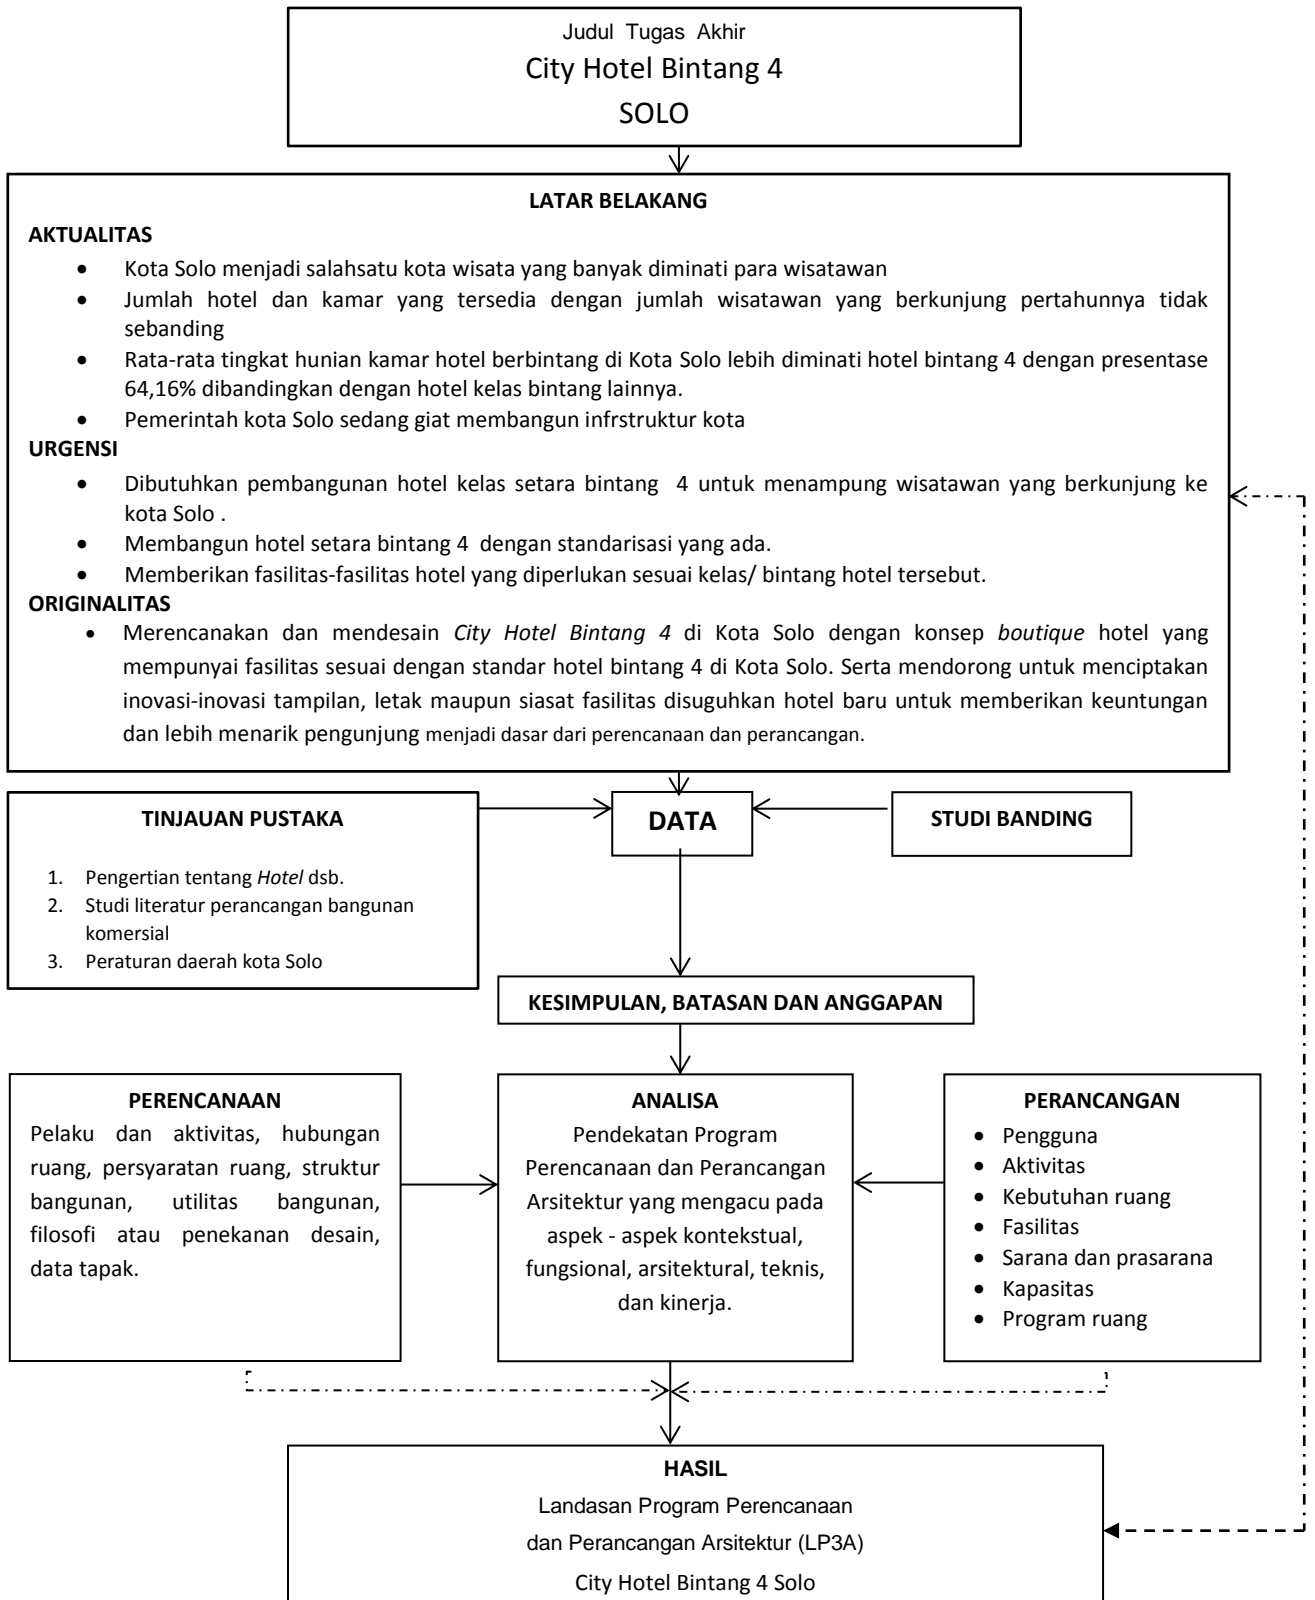 Judul Tugas Akhir
City Hotel Bintang 4
SOLO
LATAR BELAKANG
AKTUALITAS
• Kota Solo menjadi salahsatu kota wisata yang banyak diminati para wisatawan
• Jumlah hotel dan kamar yang tersedia dengan jumlah wisatawan yang berkunjung pertahunnya tidak
sebanding
• Rata-rata tingkat hunian kamar hotel berbintang di Kota Solo lebih diminati hotel bintang 4 dengan presentase
64,16% dibandingkan dengan hotel kelas bintang lainnya.
• Pemerintah kota Solo sedang giat membangun infrstruktur kota
URGENSI
• Dibutuhkan pembangunan hotel kelas setara bintang 4 untuk menampung wisatawan yang berkunjung ke
kota Solo .
• Membangun hotel setara bintang 4 dengan standarisasi yang ada.
• Memberikan fasilitas-fasilitas hotel yang diperlukan sesuai kelas/ bintang hotel tersebut.
ORIGINALITAS
• Merencanakan dan mendesain City Hotel Bintang 4 di Kota Solo dengan konsep boutique hotel yang
mempunyai fasilitas sesuai dengan standar hotel bintang 4 di Kota Solo. Serta mendorong untuk menciptakan
inovasi-inovasi tampilan, letak maupun siasat fasilitas disuguhkan hotel baru untuk memberikan keuntungan
dan lebih menarik pengunjung menjadi dasar dari perencanaan dan perancangan.
TINJAUAN PUSTAKA
1. Pengertian tentang Hotel dsb.
2. Studi literatur perancangan bangunan
komersial
3. Peraturan daerah kota Solo
DATA
STUDI BANDING
KESIMPULAN, BATASAN DAN ANGGAPAN
PERENCANAAN
Pelaku dan aktivitas, hubungan
ruang, persyaratan ruang, struktur
bangunan, utilitas bangunan,
filosofi atau penekanan desain,
data tapak.
ANALISA
Pendekatan Program
Perencanaan dan Perancangan
Arsitektur yang mengacu pada
aspek - aspek kontekstual,
fungsional, arsitektural, teknis,
dan kinerja.
PERANCANGAN
• Pengguna
• Aktivitas
• Kebutuhan ruang
• Fasilitas
• Sarana dan prasarana
• Kapasitas
• Program ruang
HASIL
Landasan Program Perencanaan
dan Perancangan Arsitektur (LP3A)
City Hotel Bintang 4 Solo